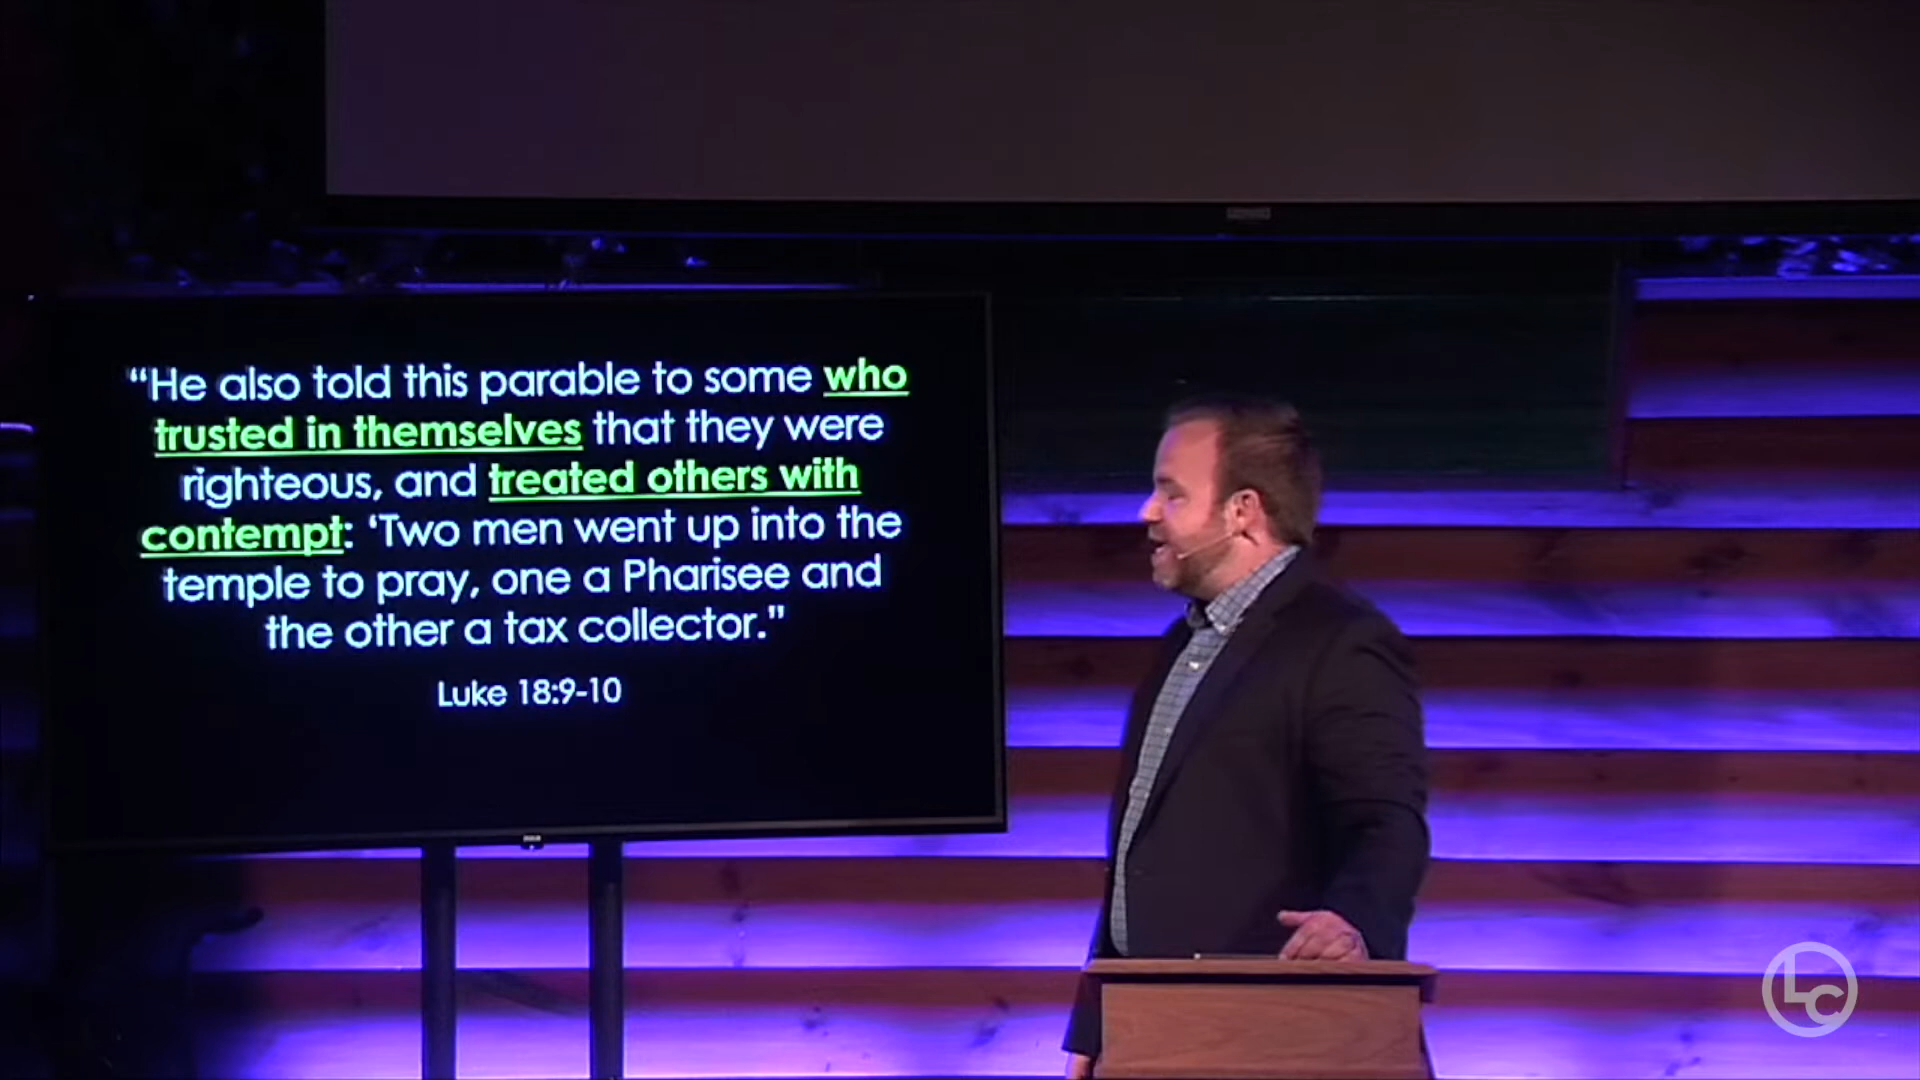 “He also told this parable to some who
trusted in themselves that they were
righteous, and treated others with
contempt: ‘Two men went up into the
temple to pray, one a Pharisee and
the other a tax collector.”
Luke 18:9-10
LC